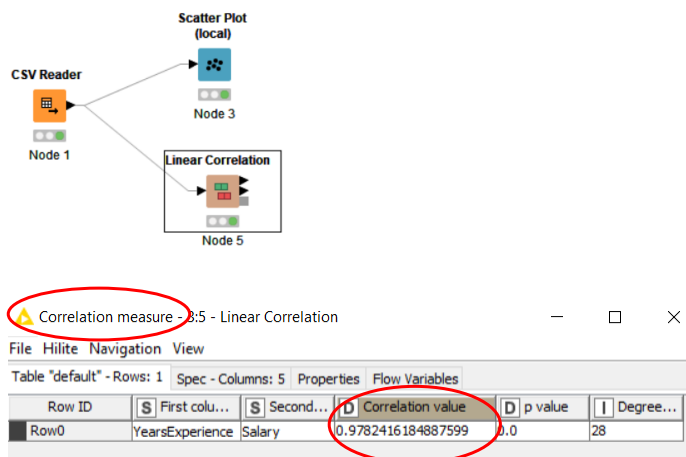 Scatter Plot
(local)
CSV Reader
Node 3
Node 1
Linear Correlation
Node 5
Correlation measure - 3:5 - Linear Correlation
File Hilite Navigation View
Table "default" - Rows: 1 Spec - Columns: 5 Properties Flow Variables
Row ID S First colu... S Second... D Correlation value D p value I Degree...
Row0 YearsExperience Salary 0.9782416184887599 0.0 28